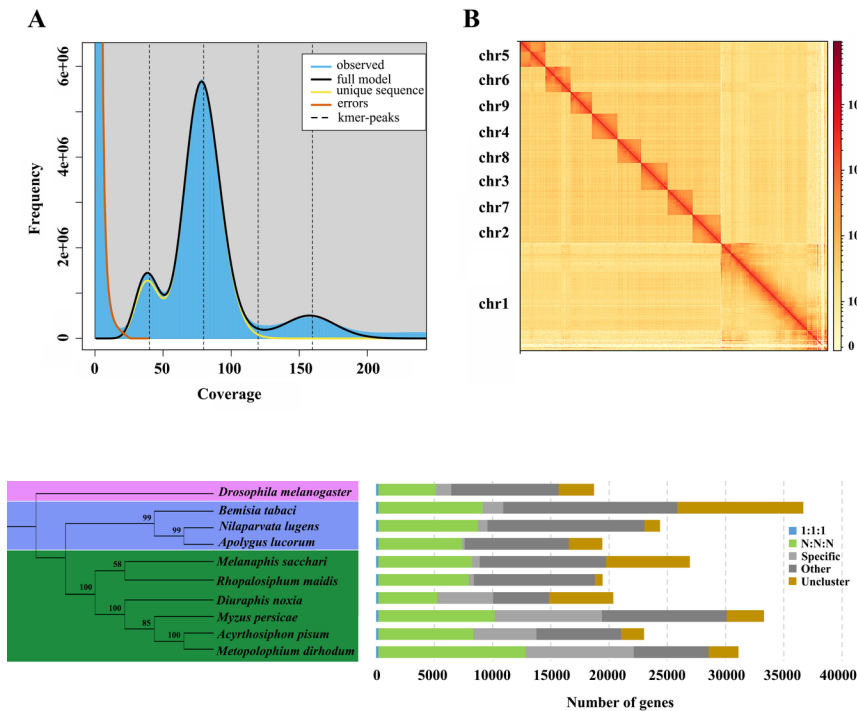 A
Frequency
6e+06
4e+06
2e+06
0
0 50 100 150 200
Coverage
observed
full model
unique sequence
errors
kmer-peaks
B
chr5
chr6
chr9
chr4
chr8
chr3
chr7
chr2
chr1
10
10
10
10
0
Drosophila melanogaster
Bemisia tabaci
Nilaparvata lugens
Apolygus lucorum
Melanaphis sacchari
Rhopalosiphum maidis
Diuraphis noxia
Myzus persicae
Acyrthosiphon pisum
Metopolophium dirhodum
99
99
58
100
100
85
100
1:1:1
N:N:N
Specific
Other
Uncluster
0 5000 10000 15000 20000 25000 30000 35000 40000
Number of genes